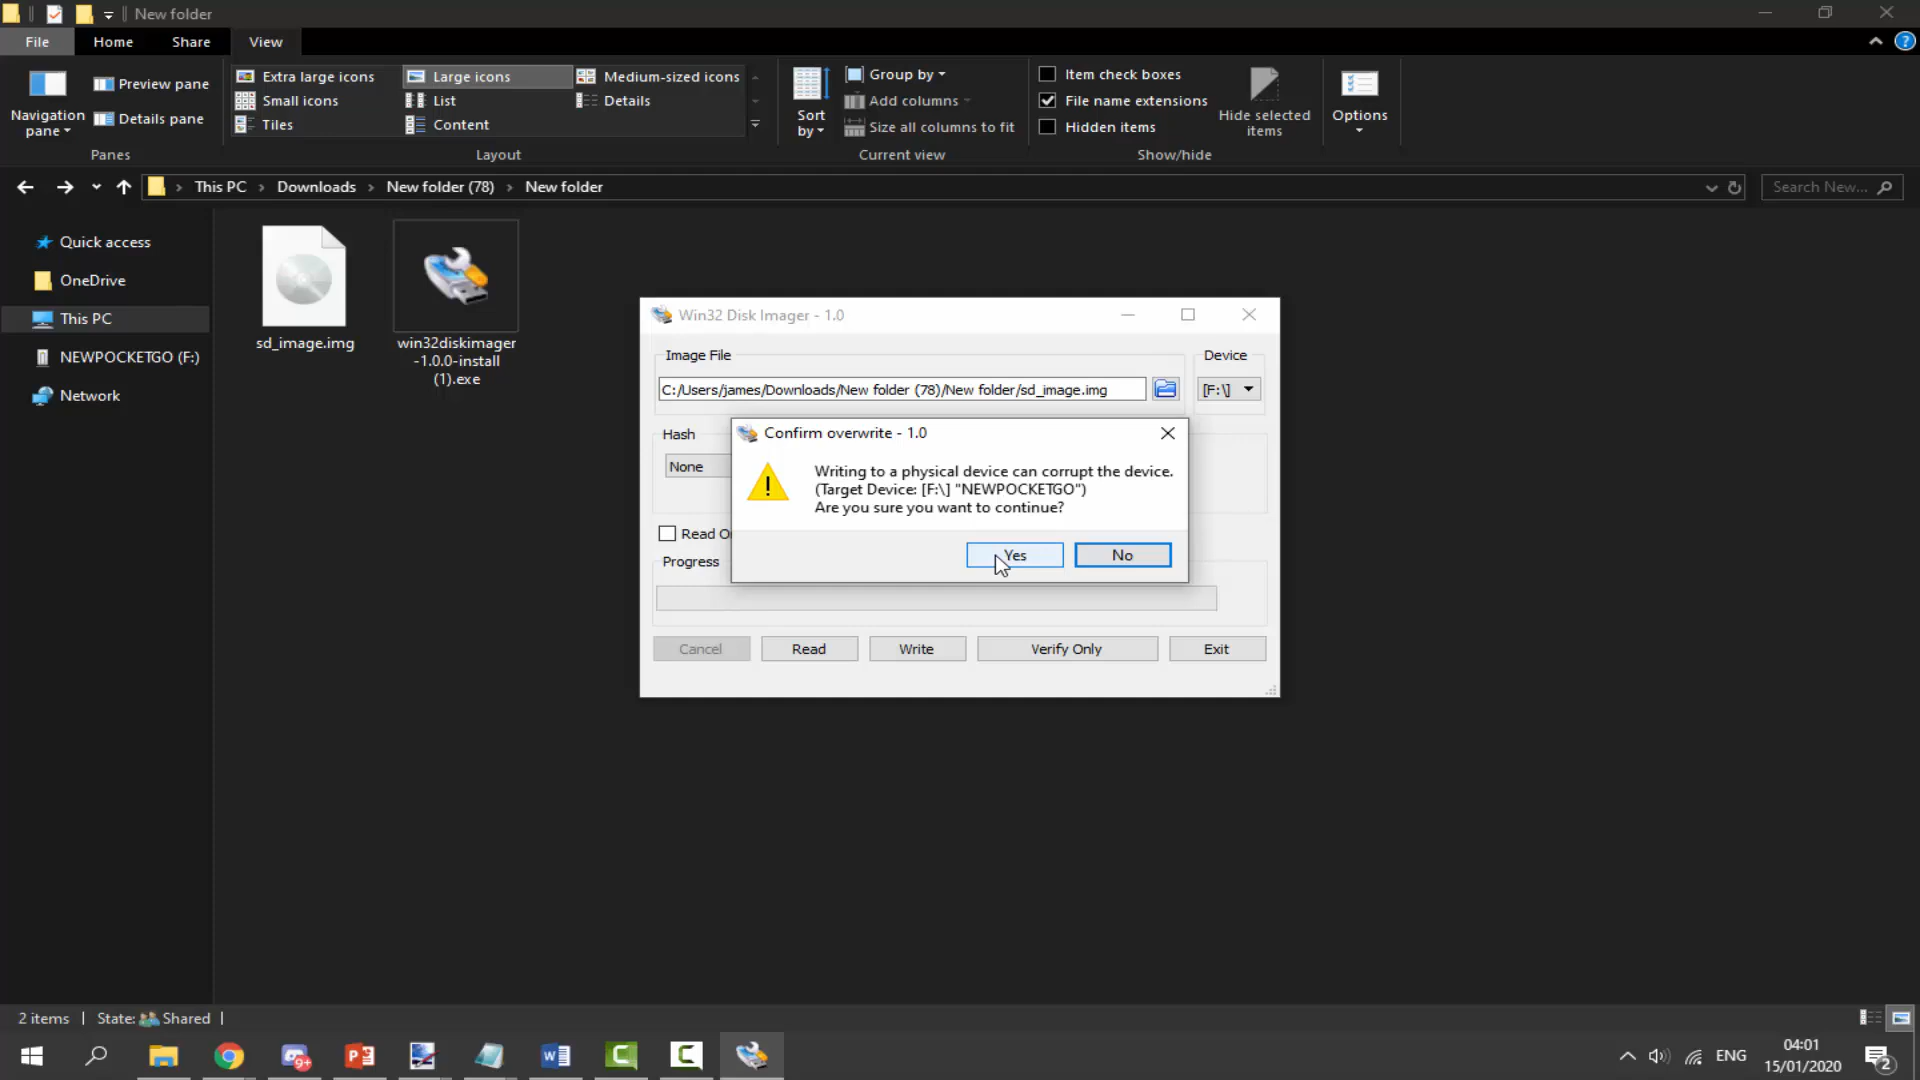 New folder
File
Home
Share
View
Navigation pane
Preview pane
Details pane
Panes
Extra large icons
Large icons
Medium-sized icons
Small icons
List
Details
Tiles
Content
Layout
Sort by
Group by
Add columns
Size all columns to fit
Current view
Item check boxes
File name extensions
Hidden items
Hide selected items
Show/hide
Options
This PC > Downloads > New folder (78) > New folder
Search New...
Quick access
OneDrive
This PC
NEWPOCKETGO (F:)
Network
sd_image.img
win32diskimager
-1.0.0-install
(1).exe
Win32 Disk Imager - 1.0
Image File
Device
C:/Users/james/Downloads/New folder (78)/New folder/sd_image.img
[F:\]
Hash
None
Confirm overwrite - 1.0
Writing to a physical device can corrupt the device.
(Target Device: [F:\] "NEWPOCKETGO")
Are you sure you want to continue?
Yes
No
Read
Progress
Cancel
Read
Write
Verify Only
Exit
2 items
State:
Shared
ENG
04:01
15/01/2020
2